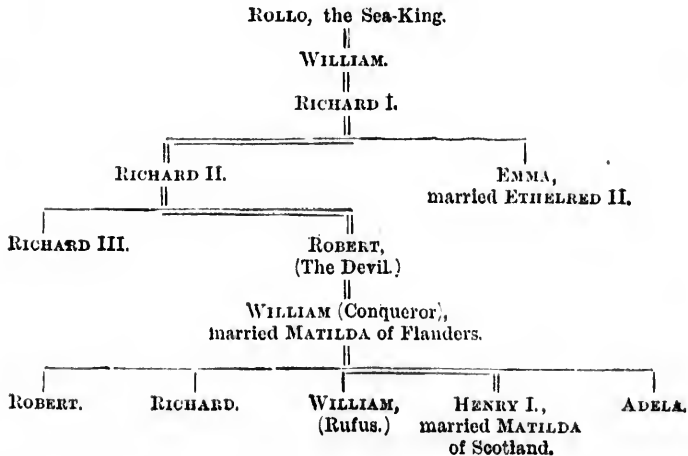 ROLLO, the Sea-King.
WILLIAM.
RICHARD I.
RICHARD II.
EMMA,
married ETHELRED II.
RICHARD III.
ROBERT,
(The Devil.)
WILLIAM (Conqueror),
married MATILDA of Flanders.
ROBERT.
RICHARD.
WILLIAM,
(Rufus.)
HENRY I.,
married MATILDA
of Scotland.
ADELA.